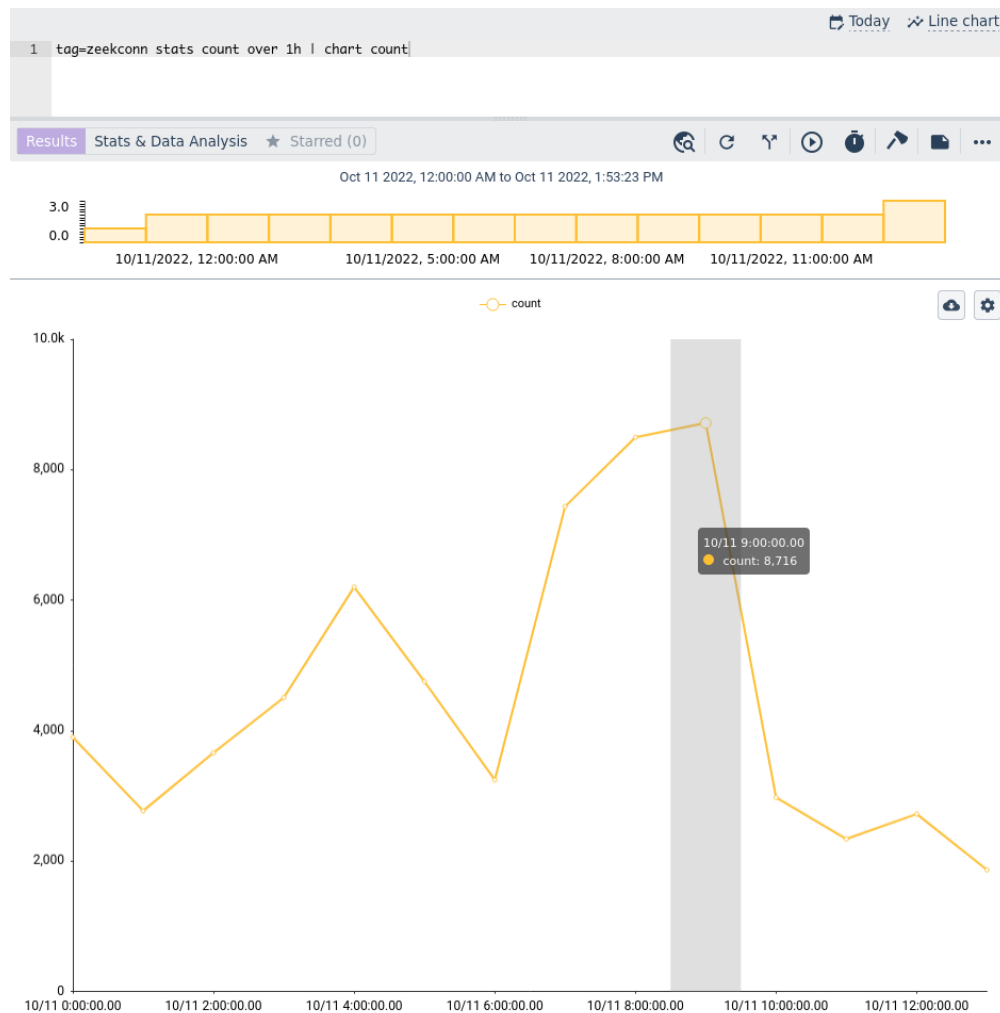 Today Line chart
1 tag=zeekconn stats count over 1h | chart count
Results Stats & Data Analysis Starred (0)
Oct 11 2022, 12:00:00 AM to Oct 11 2022, 1:53:23 PM
3.0
0.0
10/11/2022, 12:00:00 AM 10/11/2022, 5:00:00 AM 10/11/2022, 8:00:00 AM 10/11/2022, 11:00:00 AM
count
10.0k
8,000
10/11 9:00:00.00
count: 8,716
6,000
4,000
2,000
0
10/11 0:00:00.00 10/11 2:00:00.00 10/11 4:00:00.00 10/11 6:00:00.00 10/11 8:00:00.00 10/11 10:00:00.00 10/11 12:00:00.00